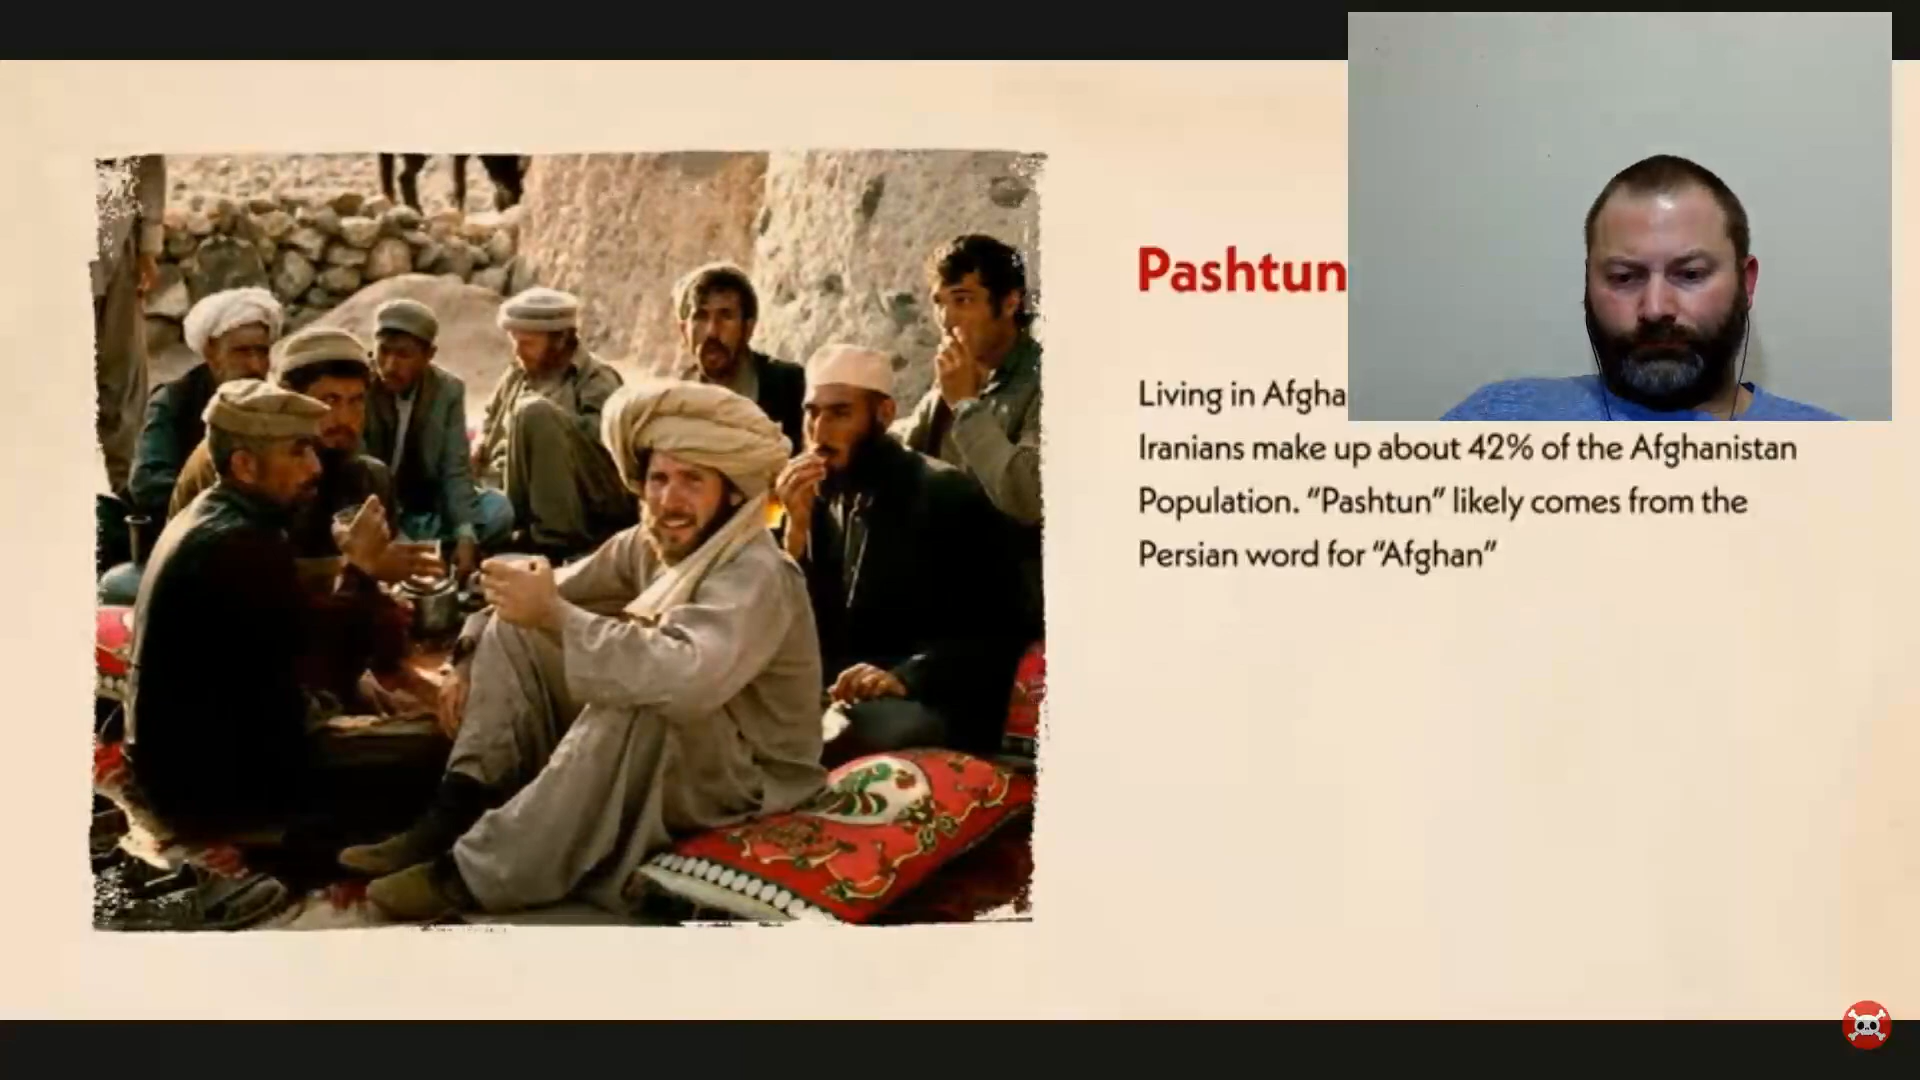 Pashtun
Living in Afgha
Iranians make up about 42% of the Afghanistan
Population. “Pashtun” likely comes from the
Persian word for “Afghan”